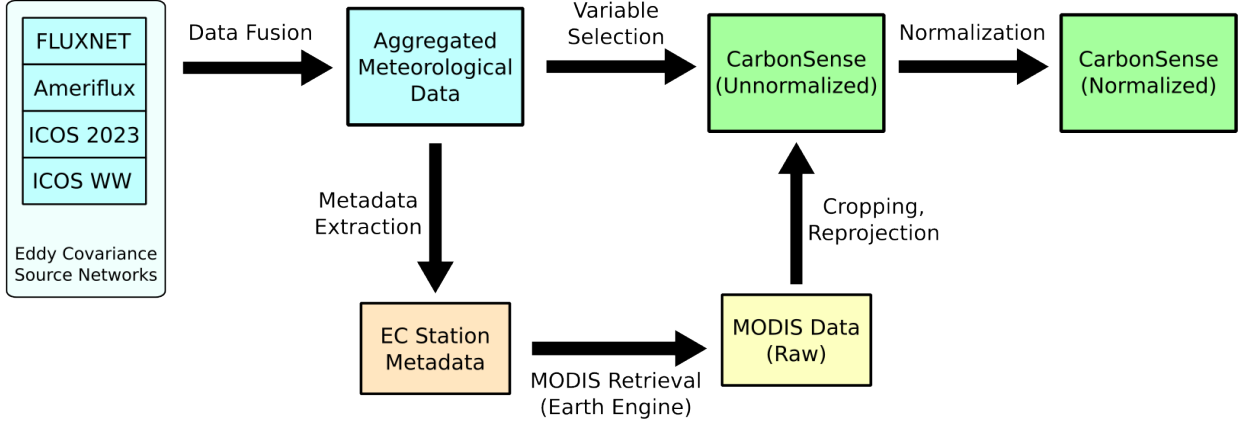 FLUXNET
Ameriflux
ICOS 2023
ICOS WW
Eddy Covariance
Source Networks
Data Fusion
Aggregated
Meteorological
Data
Variable
Selection
CarbonSense
(Unnormalized)
Normalization
CarbonSense
(Normalized)
Metadata
Extraction
EC Station
Metadata
MODIS Retrieval
(Earth Engine)
MODIS Data
(Raw)
Cropping,
Reprojection